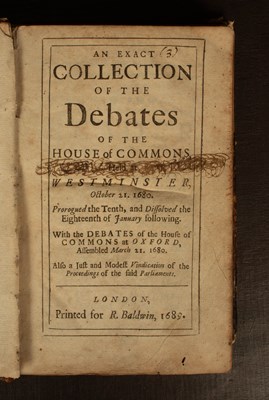 AN EXACT (3)
COLLECTION
OF THE
Debates
OF THE
HOUSE of COMMONS,
WESTMINSTER,
October 21. 1680.
Prorogued the Tenth, and Dissolved the
Eighteenth of January following.
With the DEBATES of the House of
COMMONS at OXFORD,
Assembled March 21. 1680.
Also a Just and Modest Vindication of the
Proceedings of the said Parliaments.
LONDON,
Printed for R. Baldwin, 1689.